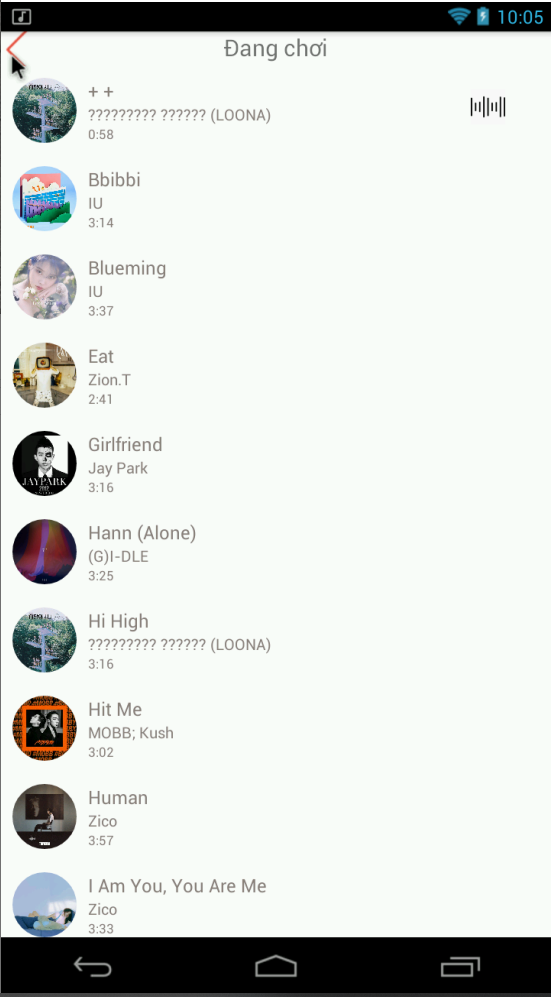 10:05
Đang chơi
+ +
????????? ?????? (LOONA)
0:58
Bbibbi
IU
3:14
Blueming
IU
3:37
Eat
Zion.T
2:41
Girlfriend
Jay Park
3:16
JAYPARK
Hann (Alone)
(G)I-DLE
3:25
Hi High
????????? ?????? (LOONA)
3:16
Hit Me
MOBB; Kush
3:02
Human
Zico
3:57
I Am You, You Are Me
Zico
3:33